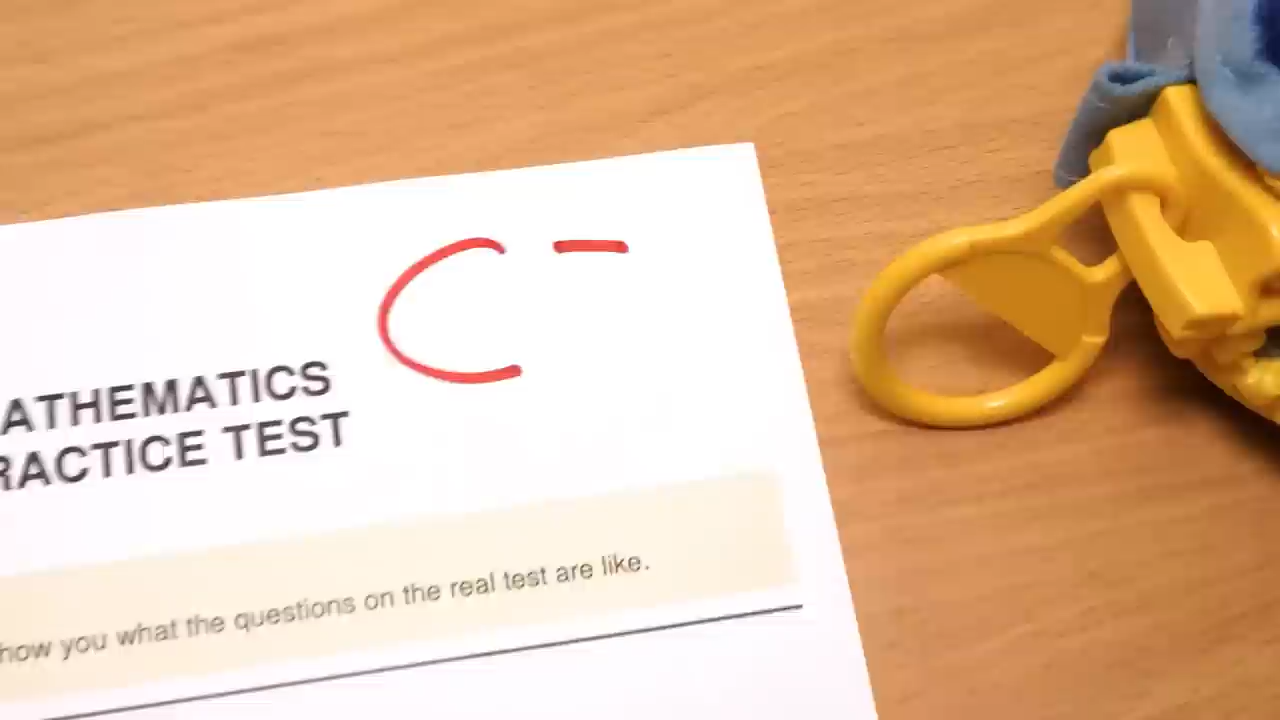 C-
ATHEMATICS
RACTICE TEST
how you what the questions on the real test are like.